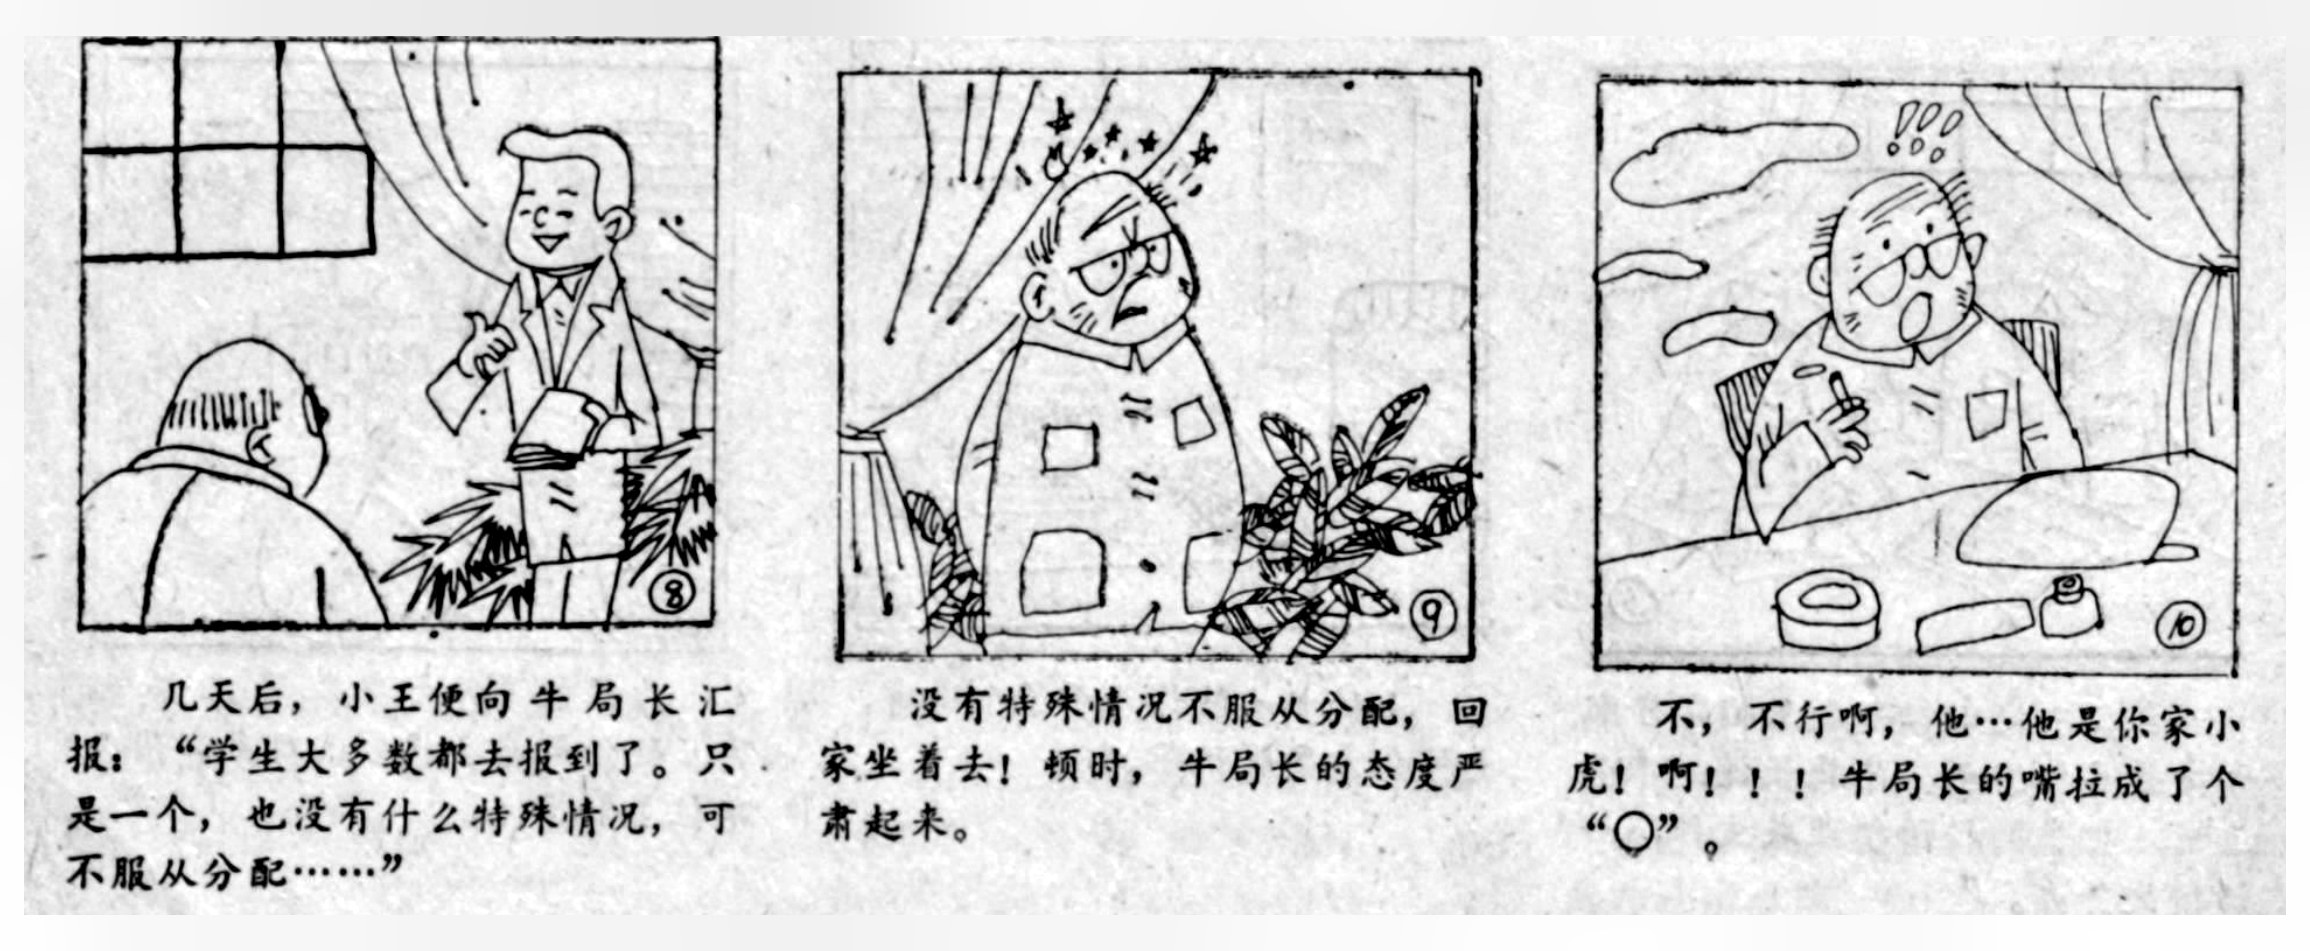 ⑧
几天后，小王便向牛局长汇
报：“学生大多数都去报到了。只
是一个，也没有什么特殊情况，可
不服从分配……”
⑨
没有特殊情况不服从分配，回
家坐着去！顿时，牛局长的态度严
肃起来。
!!!
⑩
不，不行啊，他…他是你家小
虎！啊！！！牛局长的嘴拉成了个
“〇”。